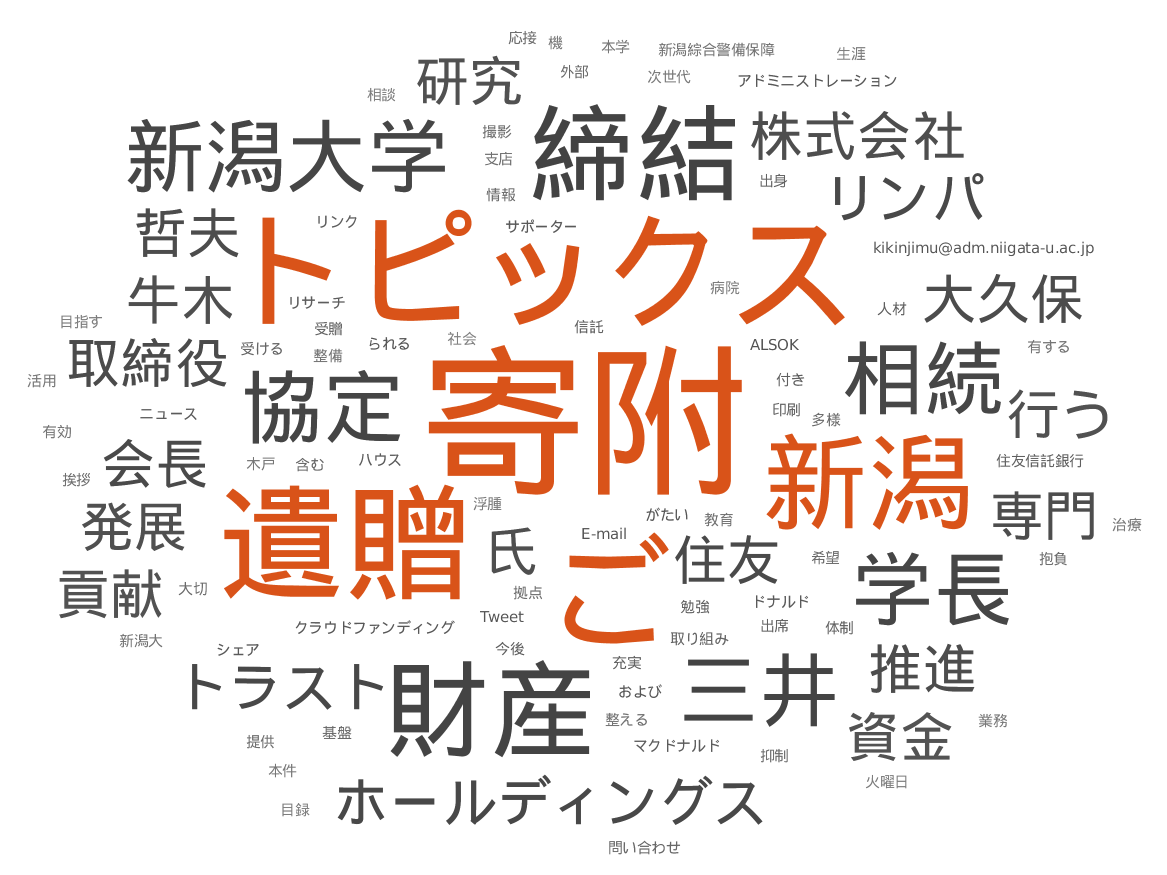 応接 機 本学 新潟綜合警備保障 生涯
研究 外部 次世代 アドミニストレーション
相談
新潟大学 撮影 締結 株式会社
支店
情報 出身 リンパ
哲夫 リンク サポーター
トピックス kikinjimu@adm.niigata-u.ac.jp
牛木 リサーチ 病院 人材 大久保
目指す 受贈 信託
取締役 受ける 整備 られる 社会 ALSOK 有する
活用 協定 寄附 付き 相続
ニュース 印刷 多様 行う
有効 会長 木戸 含む ハウス 新潟 住友信託銀行
挨拶
発展 遺贈 浮腫 がたい 教育 専門 治療
氏 E-mail 住友 希望 抱負
貢献 大切 拠点 ご 勉強 ドナルド 学長
新潟大 クラウドファンディング Tweet 取り組み 出席 体制
シェア 今後 充実 推進
トラスト 財産 および 三井
提供 基盤 整える マクドナルド 抑制 資金 業務
本件 火曜日
目録 ホールディングス
問い合わせ